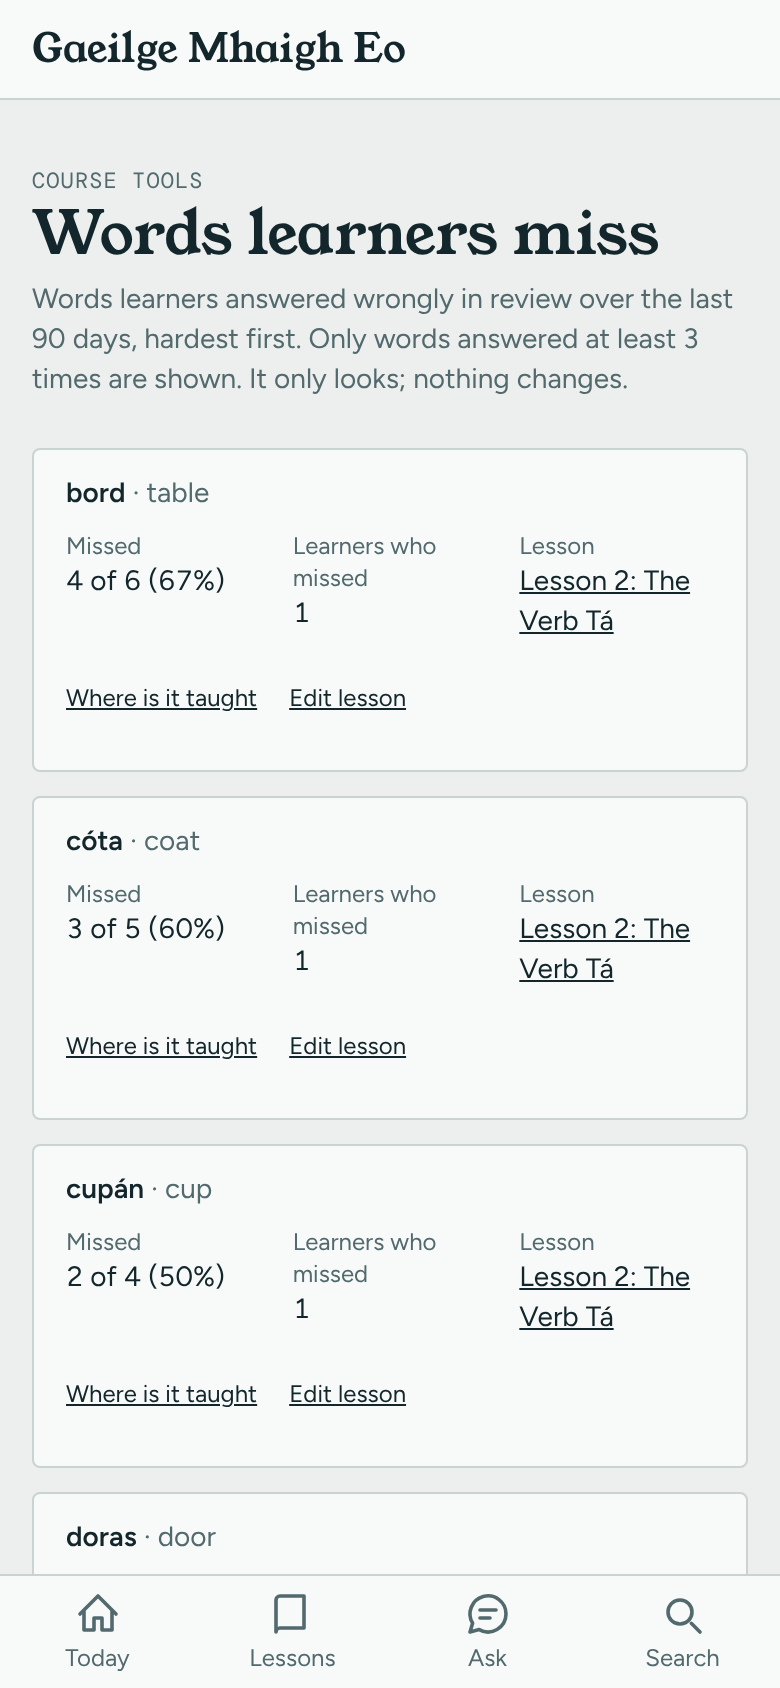 Gaeilge Mhaigh Eo
COURSE TOOLS
Words learners miss
Words learners answered wrongly in review over the last
90 days, hardest first. Only words answered at least 3
times are shown. It only looks; nothing changes.
bord · table
Missed
4 of 6 (67%)
Learners who
missed
1
Lesson
Lesson 2: The
Verb Tá
Where is it taught
Edit lesson
cóta · coat
Missed
3 of 5 (60%)
Learners who
missed
1
Lesson
Lesson 2: The
Verb Tá
Where is it taught
Edit lesson
cupán · cup
Missed
2 of 4 (50%)
Learners who
missed
1
Lesson
Lesson 2: The
Verb Tá
Where is it taught
Edit lesson
doras · door
Today
Lessons
Ask
Search